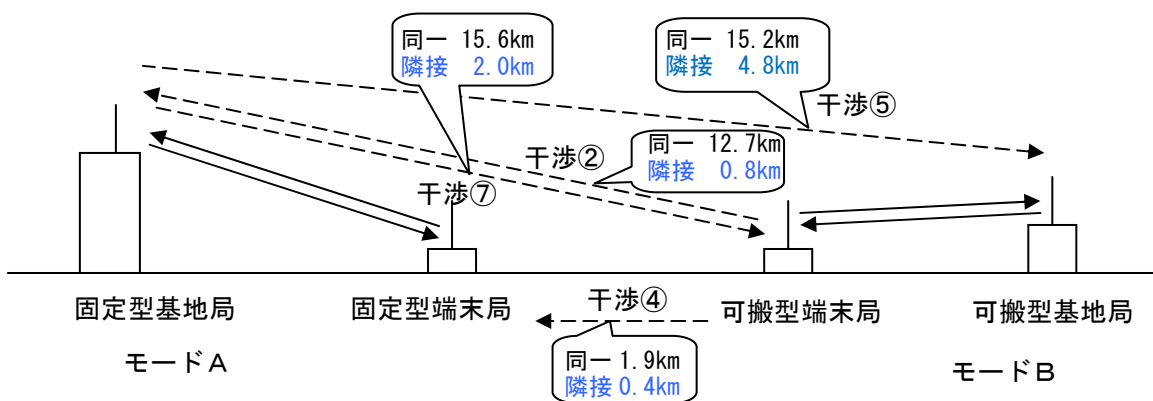 同一 15.6km
隣接 2.0km
同一 15.2km
隣接 4.8km
干渉⑤
干渉②
同一 12.7km
隣接 0.8km
干渉⑦
固定型基地局
固定型端末局
干渉④
可搬型端末局
可搬型基地局
モードA
同一 1.9km
隣接 0.4km
モードB